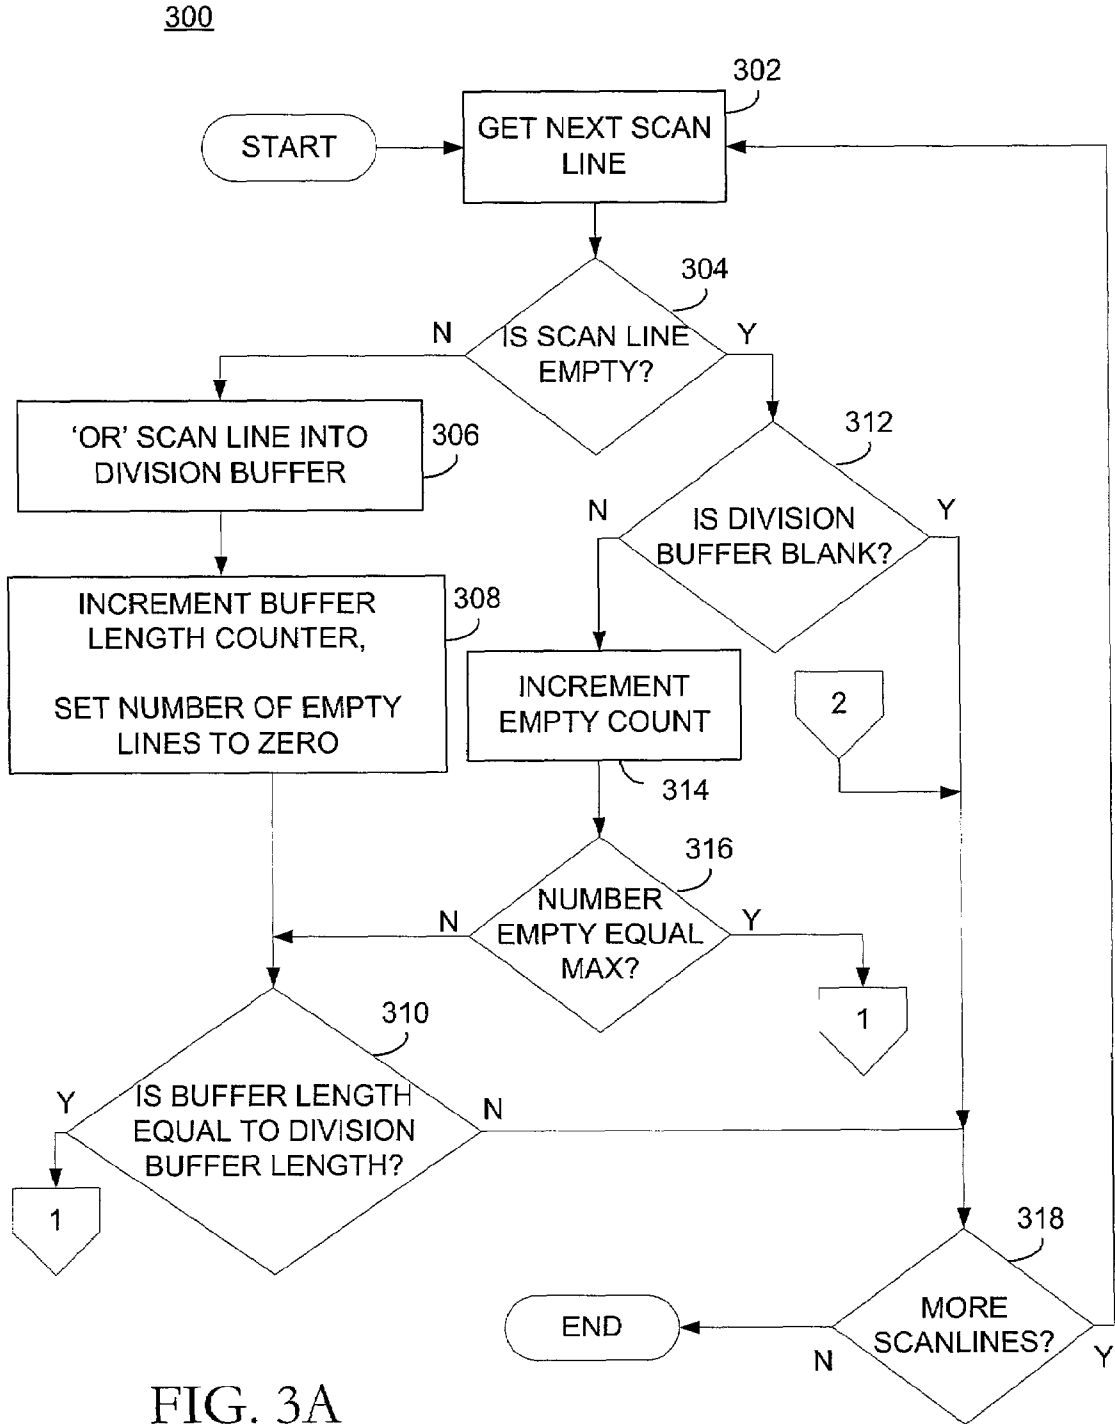 300
302
START
GET NEXT SCAN
LINE
304
N
IS SCAN LINE
EMPTY?
Y
'OR' SCAN LINE INTO
DIVISION BUFFER
306
312
N
IS DIVISION
BUFFER BLANK?
Y
INCREMENT BUFFER
LENGTH COUNTER,
SET NUMBER OF EMPTY
LINES TO ZERO
308
INCREMENT
EMPTY COUNT
314
2
316
N
NUMBER
EMPTY EQUAL
MAX?
Y
1
310
Y
IS BUFFER LENGTH
EQUAL TO DIVISION
BUFFER LENGTH?
N
1
318
MORE
SCANLINES?
N
Y
END
FIG. 3A